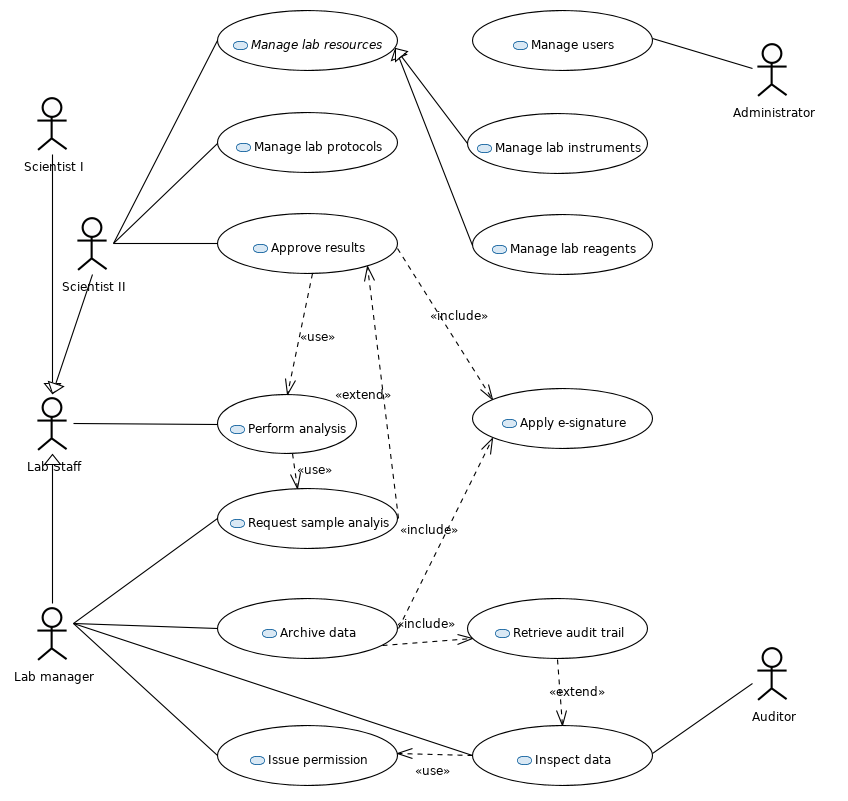 Manage lab resources
Manage users
Administrator
Scientist I
Manage lab protocols
Manage lab instruments
Approve results
Manage lab reagents
Scientist II
«include»
«use»
«extend»
Perform analysis
Apply e-signature
Lab Staff
«use»
Request sample analyis
«include»
Archive data
«include»
Retrieve audit trail
Lab manager
«extend»
Auditor
Issue permission
«use»
Inspect data